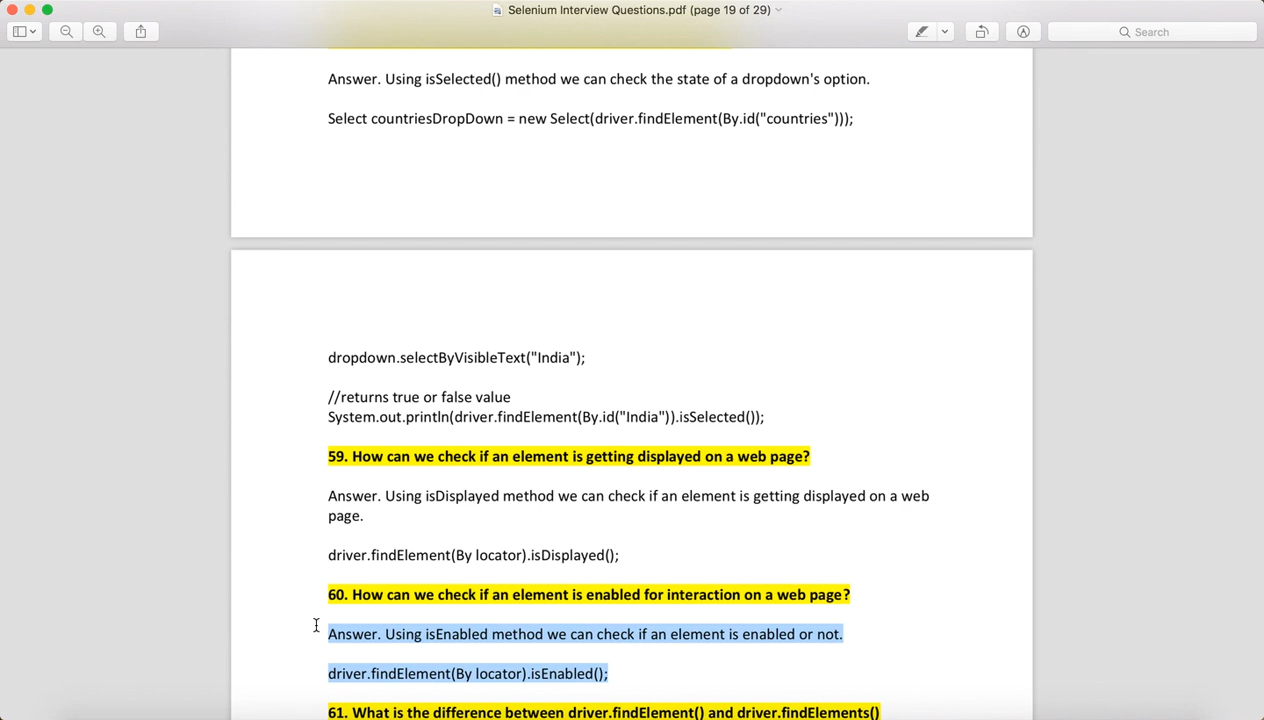 Selenium Interview Questions.pdf (page 19 of 29)
Search
Answer. Using isSelected() method we can check the state of a dropdown's option.
Select countriesDropDown = new Select(driver.findElement(By.id("countries")));
dropdown.selectByVisibleText("India");
//returns true or false value
System.out.println(driver.findElement(By.id("India")).isSelected());
59. How can we check if an element is getting displayed on a web page?
Answer. Using isDisplayed method we can check if an element is getting displayed on a web
page.
driver.findElement(By locator).isDisplayed();
60. How can we check if an element is enabled for interaction on a web page?
Answer. Using isEnabled method we can check if an element is enabled or not.
driver.findElement(By locator).isEnabled();
61. What is the difference between driver.findElement() and driver.findElements()